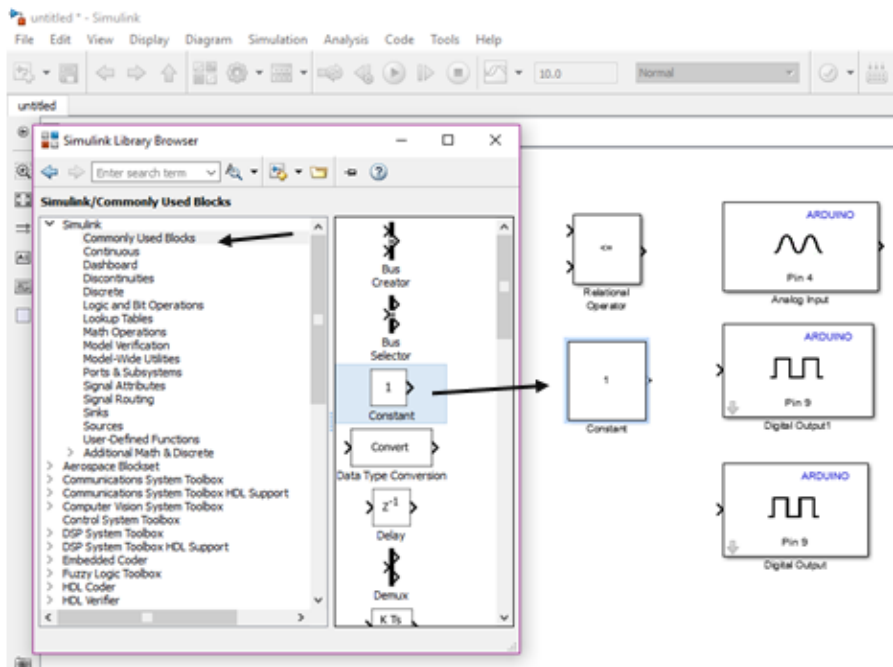 untitled * - Simulink
File Edit View Display Diagram Simulation Analysis Code Tools Help
10.0 Normal
untitled
Simulink Library Browser
Enter search term
Simulink/Commonly Used Blocks
Simulink
Commonly Used Blocks
Continuous
Dashboard
Discontinuities
Discrete
Logic and Bit Operations
Lookup Tables
Math Operations
Model Verification
Model-Wide Utilities
Ports & Subsystems
Signal Attributes
Signal Routing
Sinks
Sources
User-Defined Functions
Additional Math & Discrete
Aerospace Blockset
Communications System Toolbox
Communications System Toolbox HDL Support
Computer Vision System Toolbox
Control System Toolbox
DSP System Toolbox
DSP System Toolbox HDL Support
Embedded Coder
Fuzzy Logic Toolbox
HDL Coder
HDL Verifier
Bus
Creator
Bus
Selector
1
Constant
Convert
Data Type Conversion
z-1
Delay
Demux
K Ts
<=
Relational
Operator
1
Constant
ARDUINO
Pin 4
Analog Input
ARDUINO
Pin 9
Digital Output1
ARDUINO
Pin 9
Digital Output